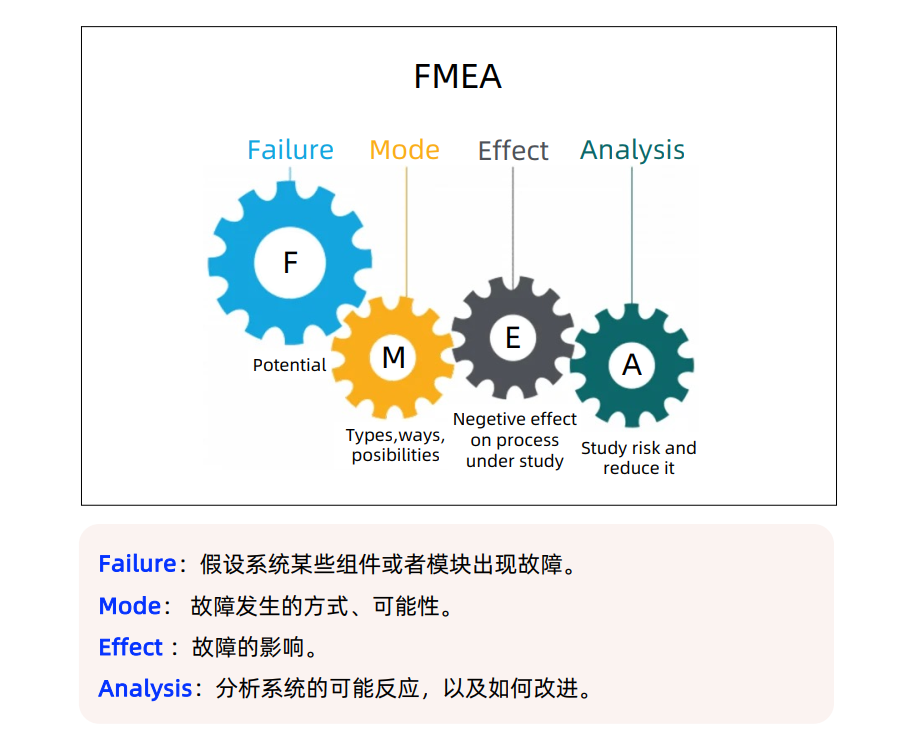 FMEA
Failure Mode Effect Analysis
F
M
E
A
Potential
Types,ways,
posibilities
Negetive effect
on process
under study
Study risk and
reduce it
Failure：假设系统某些组件或者模块出现故障。
Mode： 故障发生的方式、可能性。
Effect ：故障的影响。
Analysis：分析系统的可能反应，以及如何改进。